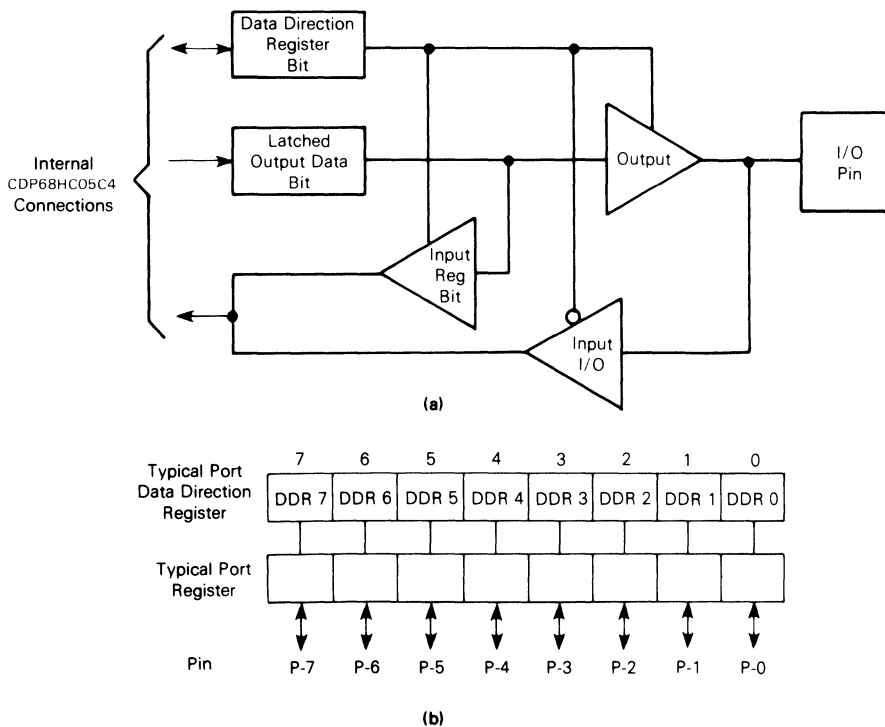 Data Direction
Register
Bit
Latched
Output Data
Bit
Output
I/O
Pin
Internal
CDP68HC05C4
Connections
Input
Reg
Bit
Input
I/O
(a)
7 6 5 4 3 2 1 0
Typical Port
Data Direction
Register
DDR 7 DDR 6 DDR 5 DDR 4 DDR 3 DDR 2 DDR 1 DDR 0
Typical Port
Register
Pin P-7 P-6 P-5 P-4 P-3 P-2 P-1 P-0
(b)